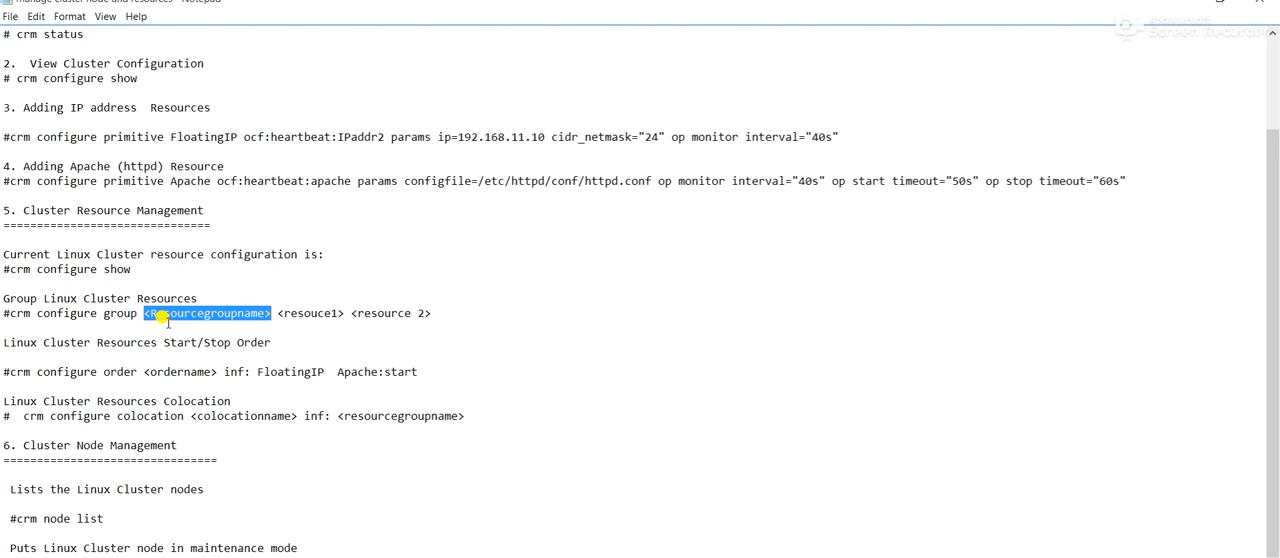 manage cluster node and resources - Notepad
File Edit Format View Help
# crm status
2. View Cluster Configuration
# crm configure show
3. Adding IP address Resources
#crm configure primitive FloatingIP ocf:heartbeat:IPaddr2 params ip=192.168.11.10 cidr_netmask="24" op monitor interval="40s"
4. Adding Apache (httpd) Resource
#crm configure primitive Apache ocf:heartbeat:apache params configfile=/etc/httpd/conf/httpd.conf op monitor interval="40s" op start timeout="50s" op stop timeout="60s"
5. Cluster Resource Management
===============================
Current Linux Cluster resource configuration is:
#crm configure show
Group Linux Cluster Resources
#crm configure group <Resourcegroupname> <resouce1> <resource 2>
Linux Cluster Resources Start/Stop Order
#crm configure order <ordername> inf: FloatingIP Apache:start
Linux Cluster Resources Colocation
# crm configure colocation <colocationname> inf: <resourcegroupname>
6. Cluster Node Management
================================
Lists the Linux Cluster nodes
#crm node list
Puts Linux Cluster node in maintenance mode
Screen Recorder